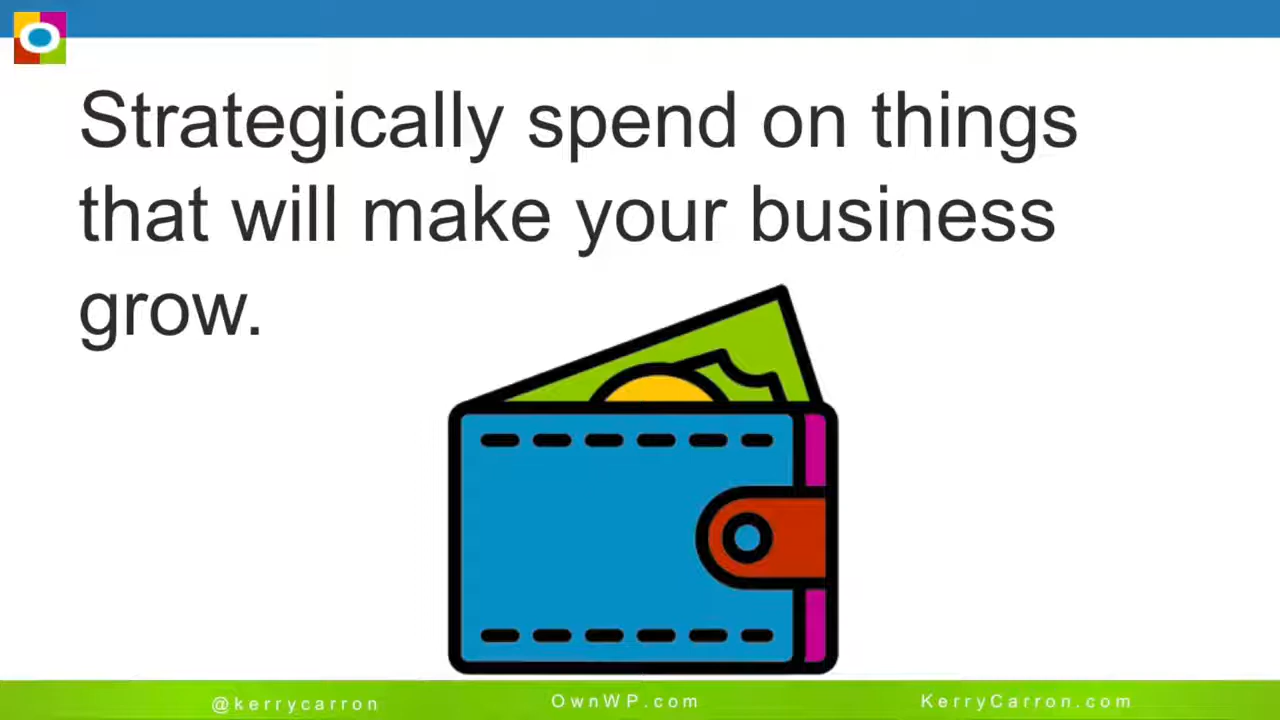 Strategically spend on things
that will make your business
grow.
@kerrycarron
OwnWP.com
KerryCarron.com